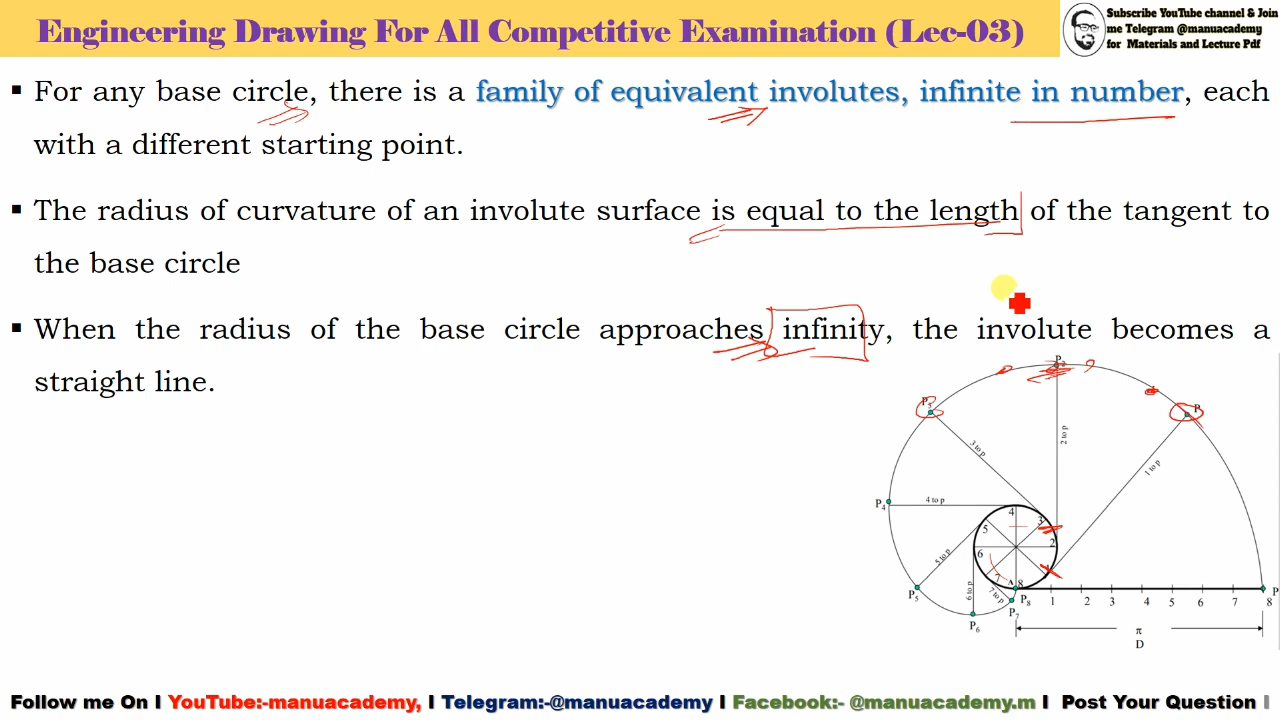 Engineering Drawing For All Competitive Examination (Lec-03)
Subscribe YouTube channel & Join
me Telegram @manuacademy
for Materials and Lecture Pdf
▪ For any base circle, there is a family of equivalent involutes, infinite in number, each
with a different starting point.
▪ The radius of curvature of an involute surface is equal to the length of the tangent to
the base circle
▪ When the radius of the base circle approaches infinity, the involute becomes a
straight line.
P2
P3
P
3 to p
2 to p
1 to p
P4
4 to p
4
3
5
2
6
5 to p
7
A
8
6 to p
7 to p
P5
P8
1 2 3 4 5 6 7 8
P
P7
P6
π
D
Follow me On I YouTube:-manuacademy, I Telegram:-@manuacademy I Facebook:- @manuacademy.m I Post Your Question I